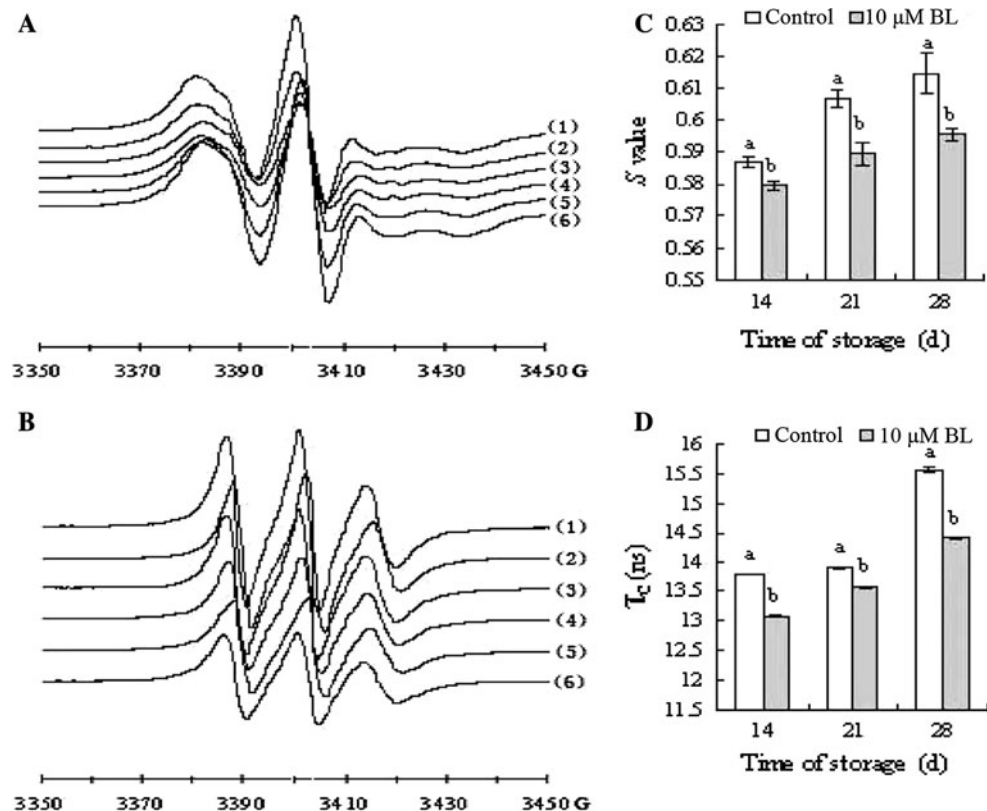 A
(1)
(2)
(3)
(4)
(5)
(6)
3350 3370 3390 3410 3430 3450 G
B
(1)
(2)
(3)
(4)
(5)
(6)
3350 3370 3390 3410 3430 3450 G
C
Control 10 μM BL
0.63
0.62
0.61
0.6
0.59
0.58
0.57
0.56
0.55
S value
a
b
a
b
a
b
14 21 28
Time of storage (d)
D
Control 10 μM BL
16
15.5
15
14.5
14
13.5
13
12.5
12
11.5
Tc (ns)
a
b
a
b
a
b
14 21 28
Time of storage (d)